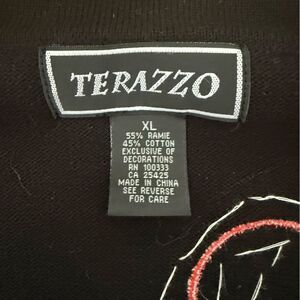 TERAZZO
XL
55% RAMIE
45% COTTON
EXCLUSIVE OF
DECORATIONS
RN 100333
CA 25425
MADE IN CHINA
SEE REVERSE
FOR CARE